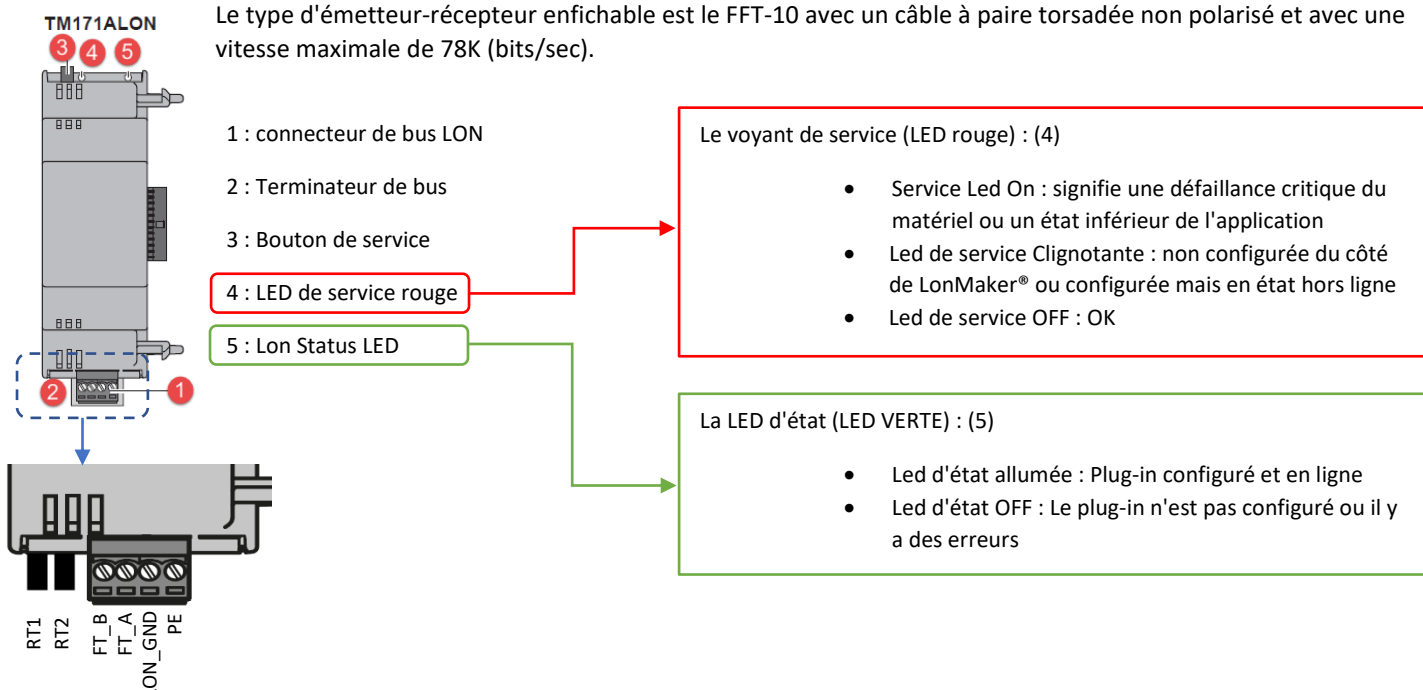 Le type d'émetteur-récepteur enfichable est le FFT-10 avec un câble à paire torsadée non polarisé et avec une
vitesse maximale de 78K (bits/sec).
TM171ALON
3 4 5
1 : connecteur de bus LON
2 : Terminateur de bus
3 : Bouton de service
4 : LED de service rouge
5 : Lon Status LED
2 1
RT1
RT2
FT_B
FT_A
LON_GND
PE
Le voyant de service (LED rouge) : (4)
• Service Led On : signifie une défaillance critique du
matériel ou un état inférieur de l'application
• Led de service Clignotante : non configurée du côté
de LonMaker® ou configurée mais en état hors ligne
• Led de service OFF : OK
La LED d'état (LED VERTE) : (5)
• Led d'état allumée : Plug-in configuré et en ligne
• Led d'état OFF : Le plug-in n'est pas configuré ou il y
a des erreurs